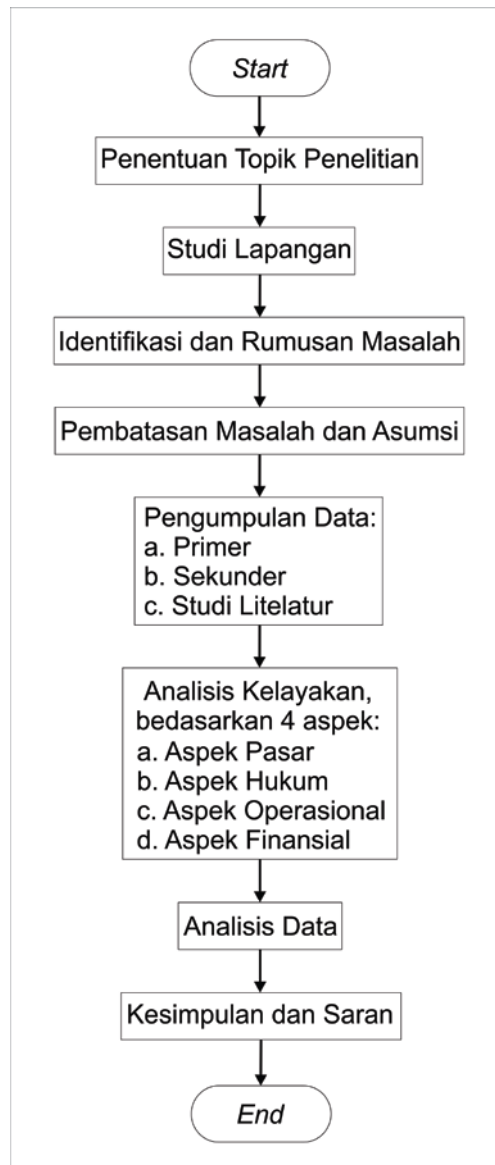 Start
Penentuan Topik Penelitian
Studi Lapangan
Identifikasi dan Rumusan Masalah
Pembatasan Masalah dan Asumsi
Pengumpulan Data:
a. Primer
b. Sekunder
c. Studi Litelatur
Analisis Kelayakan,
bedasarkan 4 aspek:
a. Aspek Pasar
b. Aspek Hukum
c. Aspek Operasional
d. Aspek Finansial
Analisis Data
Kesimpulan dan Saran
End